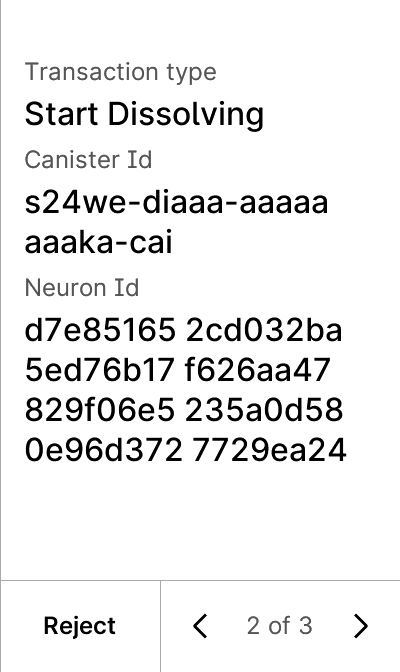 Transaction type
Start Dissolving
Canister Id
s24we-diaaa-aaaaa
aaaka-cai
Neuron Id
d7e85165 2cd032ba
5ed76b17 f626aa47
829f06e5 235a0d58
0e96d372 7729ea24
Reject
2 of 3